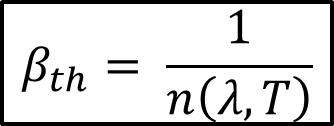 β_th = 1 / n(λ, T)